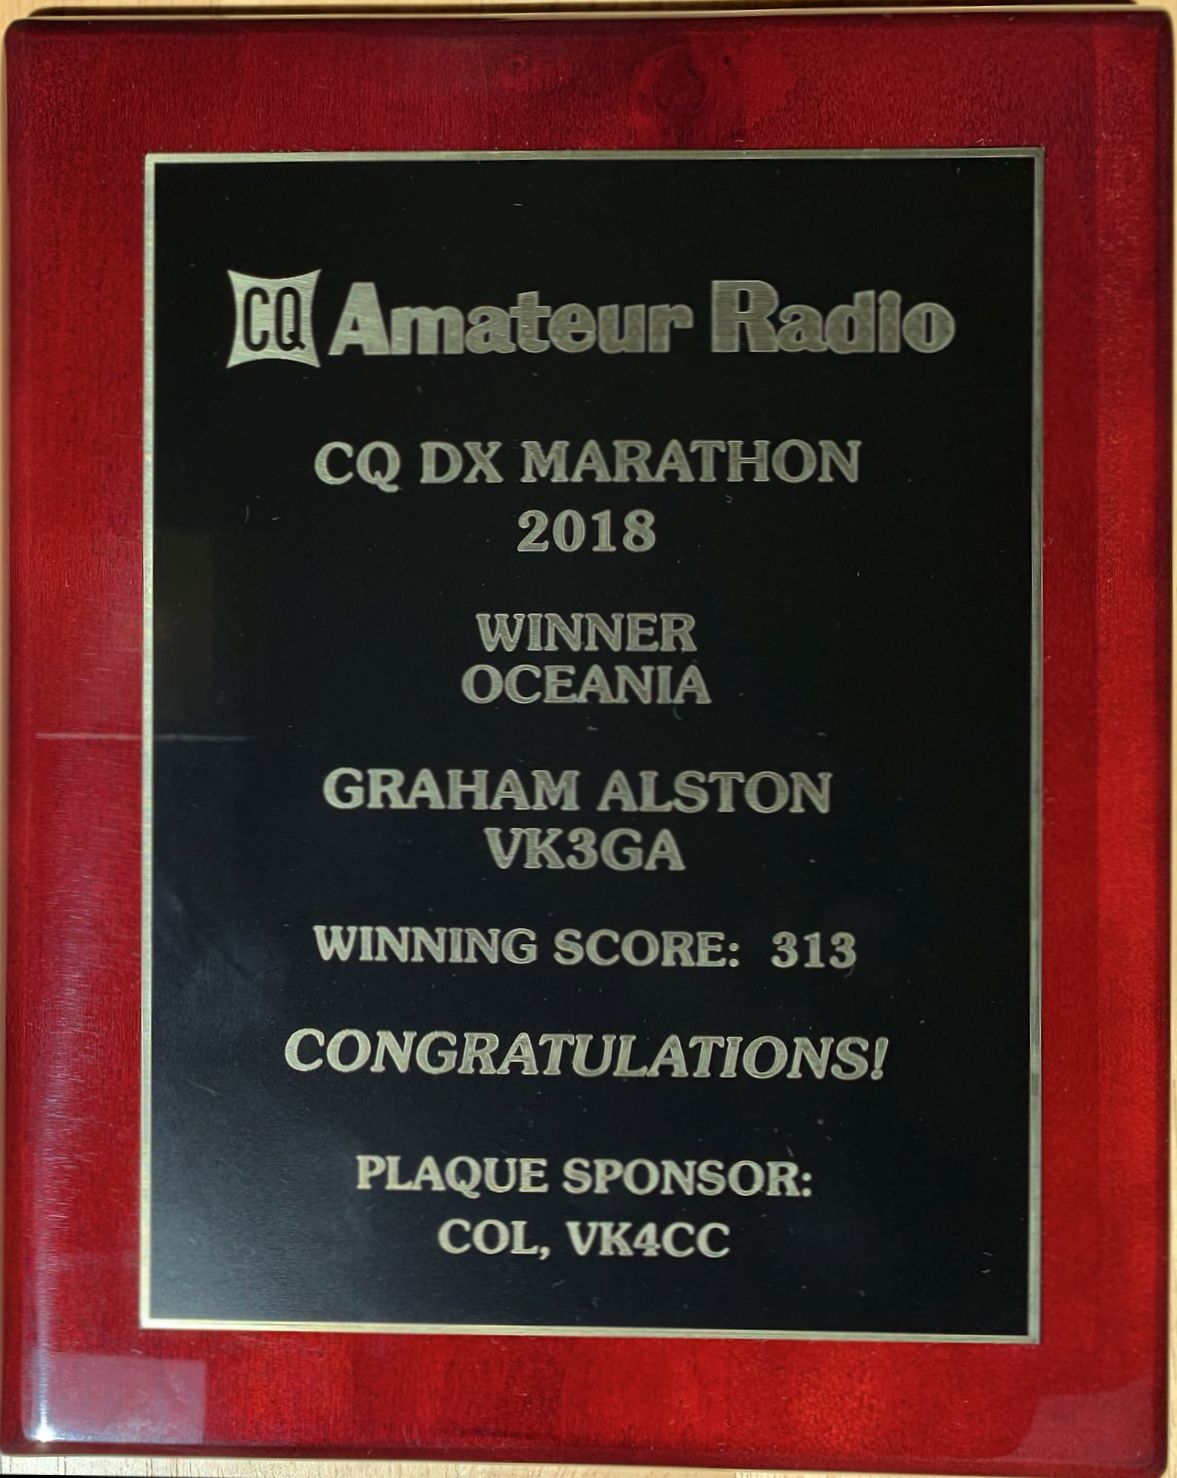 CQ Amateur Radio
CQ DX MARATHON
2018
WINNER
OCEANIA
GRAHAM ALSTON
VK3GA
WINNING SCORE: 313
CONGRATULATIONS!
PLAQUE SPONSOR:
COL, VK4CC